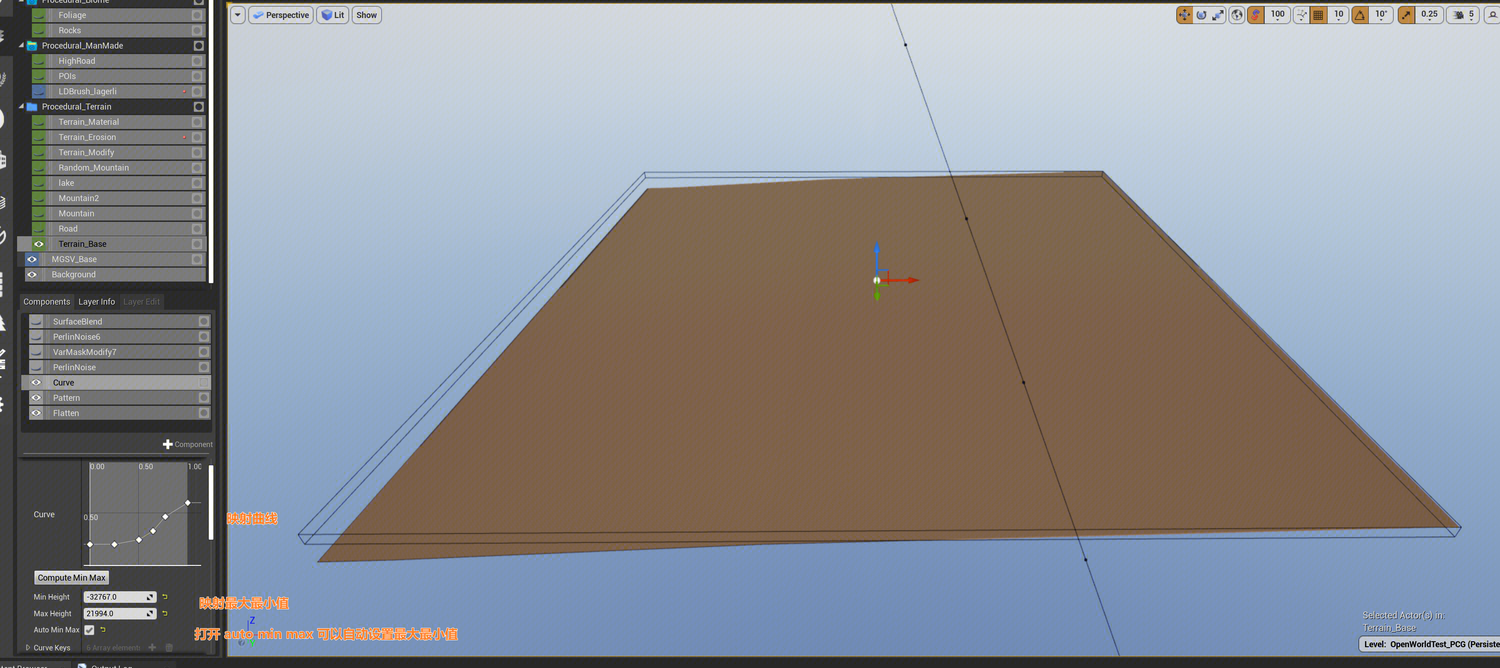 Procedural_Biome
Foliage
Rocks
Procedural_ManMade
HighRoad
POIs
LDBrush_lagerli
Procedural_Terrain
Terrain_Material
Terrain_Erosion
Terrain_Modify
Random_Mountain
lake
Mountain2
Mountain
Road
Terrain_Base
MGSV_Base
Background
Components Layer Info Layer Edit
SurfaceBlend
PerlinNoise6
VarMaskModify7
PerlinNoise
Curve
Pattern
Flatten
Component
0.00 0.50 1.00
Curve
0.50
Compute Min Max
Min Height -32767.0
Max Height 21994.0
Auto Min Max
Curve Keys 6 Array element
Output Log
Perspective Lit Show
100 10 10° 0.25 5
映射曲线
映射最大最小值
打开 auto min max 可以自动设置最大最小值
Z
Selected Actor(s) in:
Terrain_Base
Level: OpenWorldTest_PCG (Persiste